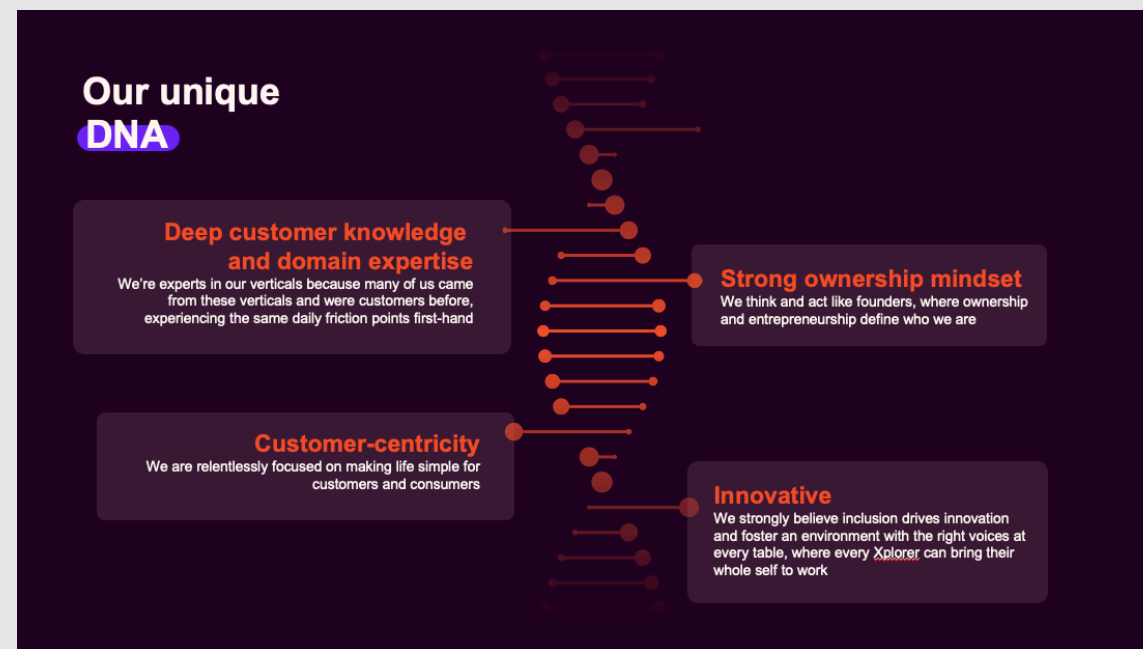 Our unique
DNA
Deep customer knowledge
and domain expertise
We're experts in our verticals because many of us came
from these verticals and were customers before,
experiencing the same daily friction points first-hand
Strong ownership mindset
We think and act like founders, where ownership
and entrepreneurship define who we are
Customer-centricity
We are relentlessly focused on making life simple for
customers and consumers
Innovative
We strongly believe inclusion drives innovation
and foster an environment with the right voices at
every table, where every Xplorer can bring their
whole self to work